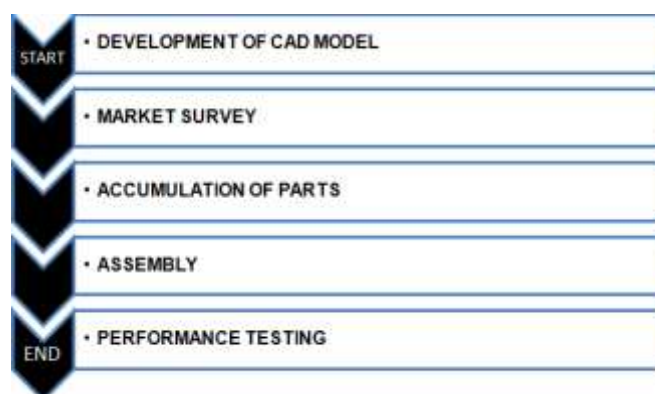 START
• DEVELOPMENT OF CAD MODEL
• MARKET SURVEY
• ACCUMULATION OF PARTS
• ASSEMBLY
END
• PERFORMANCE TESTING